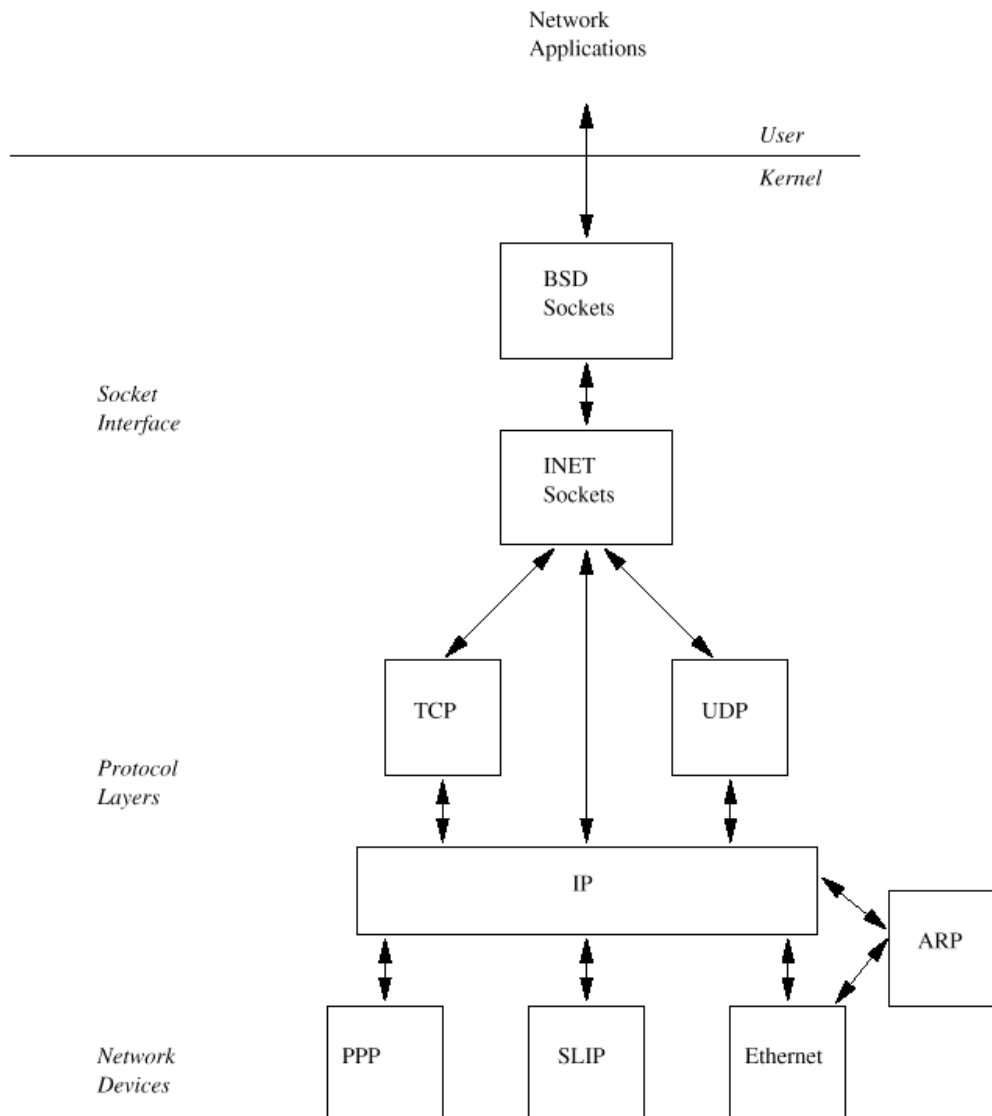 Network
Applications
User
Kernel
BSD
Sockets
Socket
Interface
INET
Sockets
TCP
UDP
Protocol
Layers
IP
ARP
Network
Devices
PPP
SLIP
Ethernet